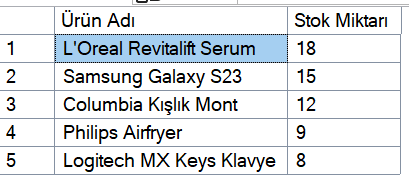 Ürün Adı Stok Miktarı
1 L'Oreal Revitalift Serum 18
2 Samsung Galaxy S23 15
3 Columbia Kışlık Mont 12
4 Philips Airfryer 9
5 Logitech MX Keys Klavye 8